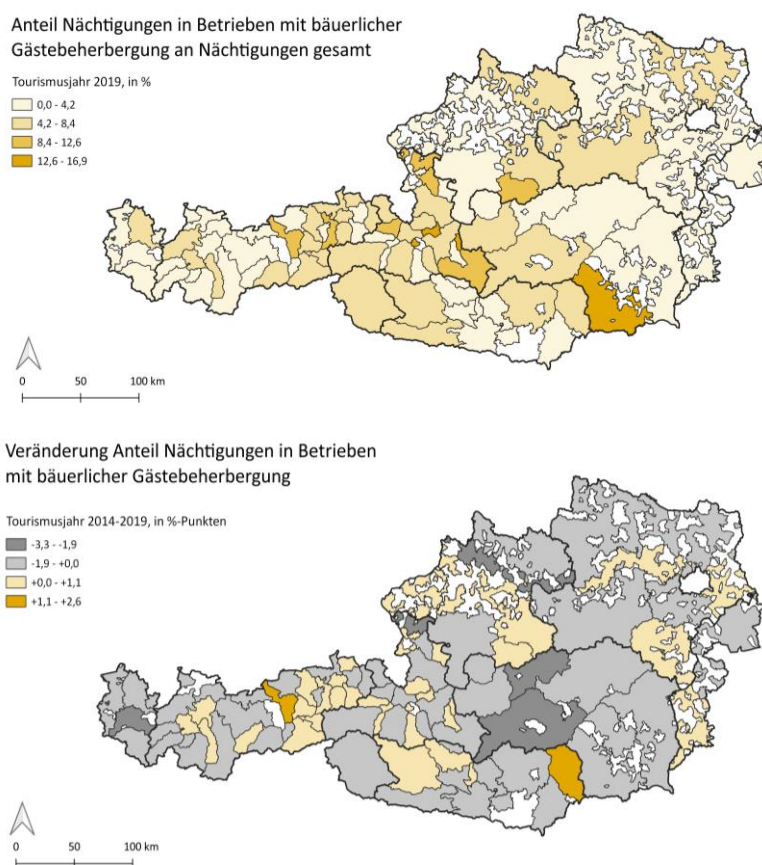 Anteil Nächtigungen in Betrieben mit bäuerlicher
Gästebeherbergung an Nächtigungen gesamt
Tourismusjahr 2019, in %
0,0 - 4,2
4,2 - 8,4
8,4 - 12,6
12,6 - 16,9
0 50 100 km
Veränderung Anteil Nächtigungen in Betrieben
mit bäuerlicher Gästebeherbergung
Tourismusjahr 2014-2019, in %-Punkten
-3,3 - -1,9
-1,9 - +0,0
+0,0 - +1,1
+1,1 - +2,6
0 50 100 km